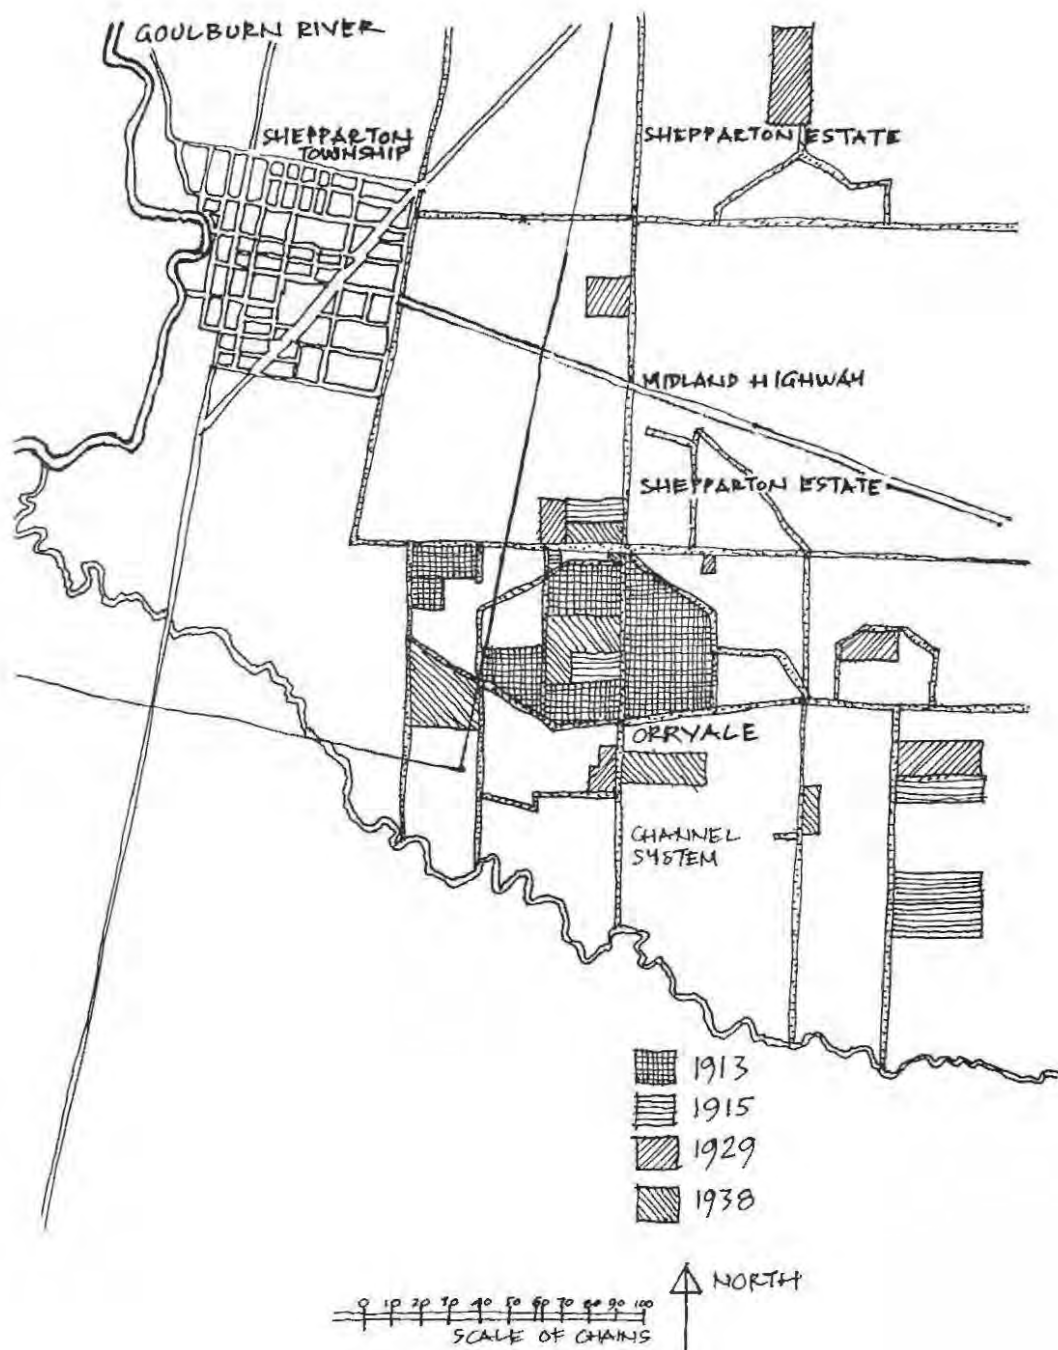 GOULBURN RIVER
SHEPPARTON
TOWNSHIP
SHEPPARTON ESTATE
MIDLAND HIGHWAY
SHEPPARTON ESTATE
ORRVALE
CHANNEL
SYSTEM
1913
1915
1929
1938
NORTH
0 10 20 30 40 50 60 70 80 90 100
SCALE OF CHAINS